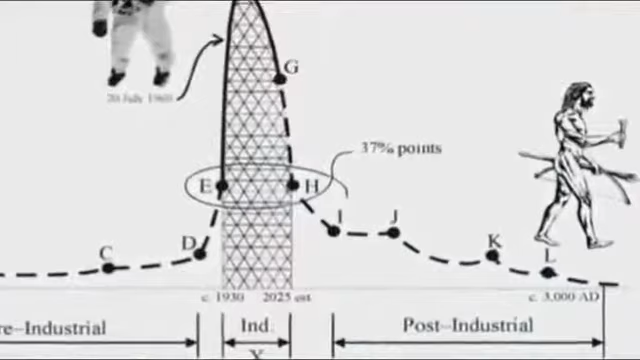 G
20 July 1969
37% points
E
H
I
J
D
C
K
L
c. 1930
2025 est
c. 3,000 AD
re–Industrial
Ind.
Post–Industrial